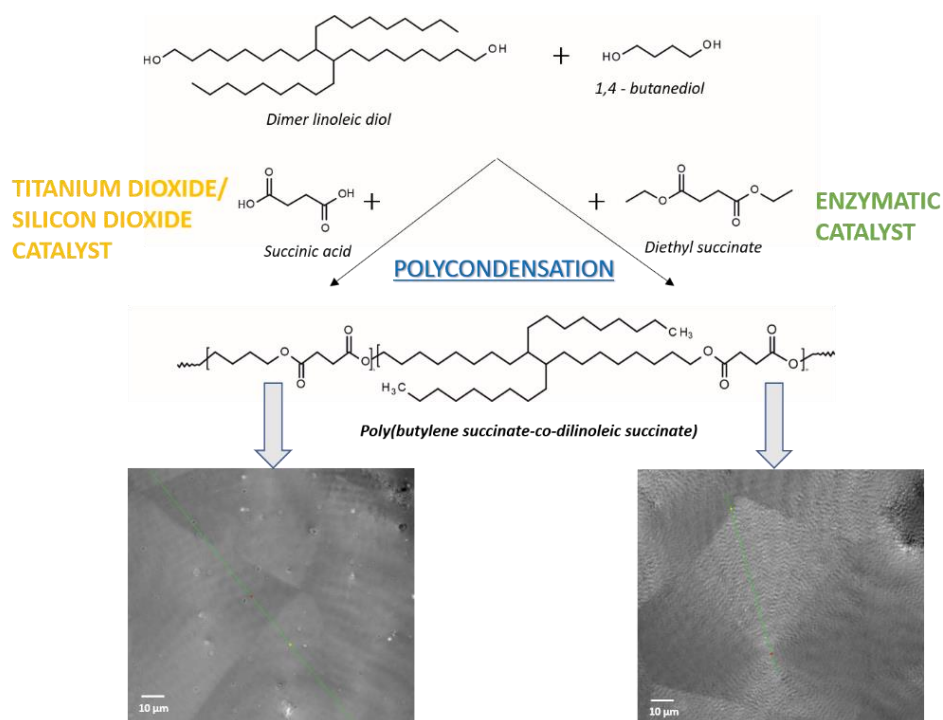 HO
OH
+
HO
OH
1,4 - butanediol
Dimer linoleic diol
TITANIUM DIOXIDE/
SILICON DIOXIDE
CATALYST
O
HO
OH
O
+
Succinic acid
+
O
O
O
O
Diethyl succinate
ENZYMATIC
CATALYST
POLYCONDENSATION
O
O
O
O
CH₃
H₃C
O
O
O
O
Poly(butylene succinate-co-dilinoleic succinate)
10 µm
10 µm